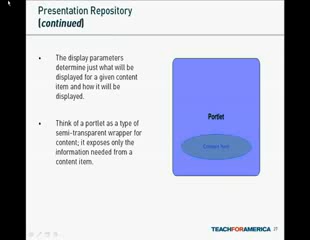 Presentation Repository
(continued)
• The display parameters
determine just what will be
displayed for a given content
item and how it will be
displayed.
• Think of a portlet as a type of
semi-transparent wrapper for
content; it exposes only the
information needed from a
content item.
Portlet
Content Item
TEACHFORAMERICA